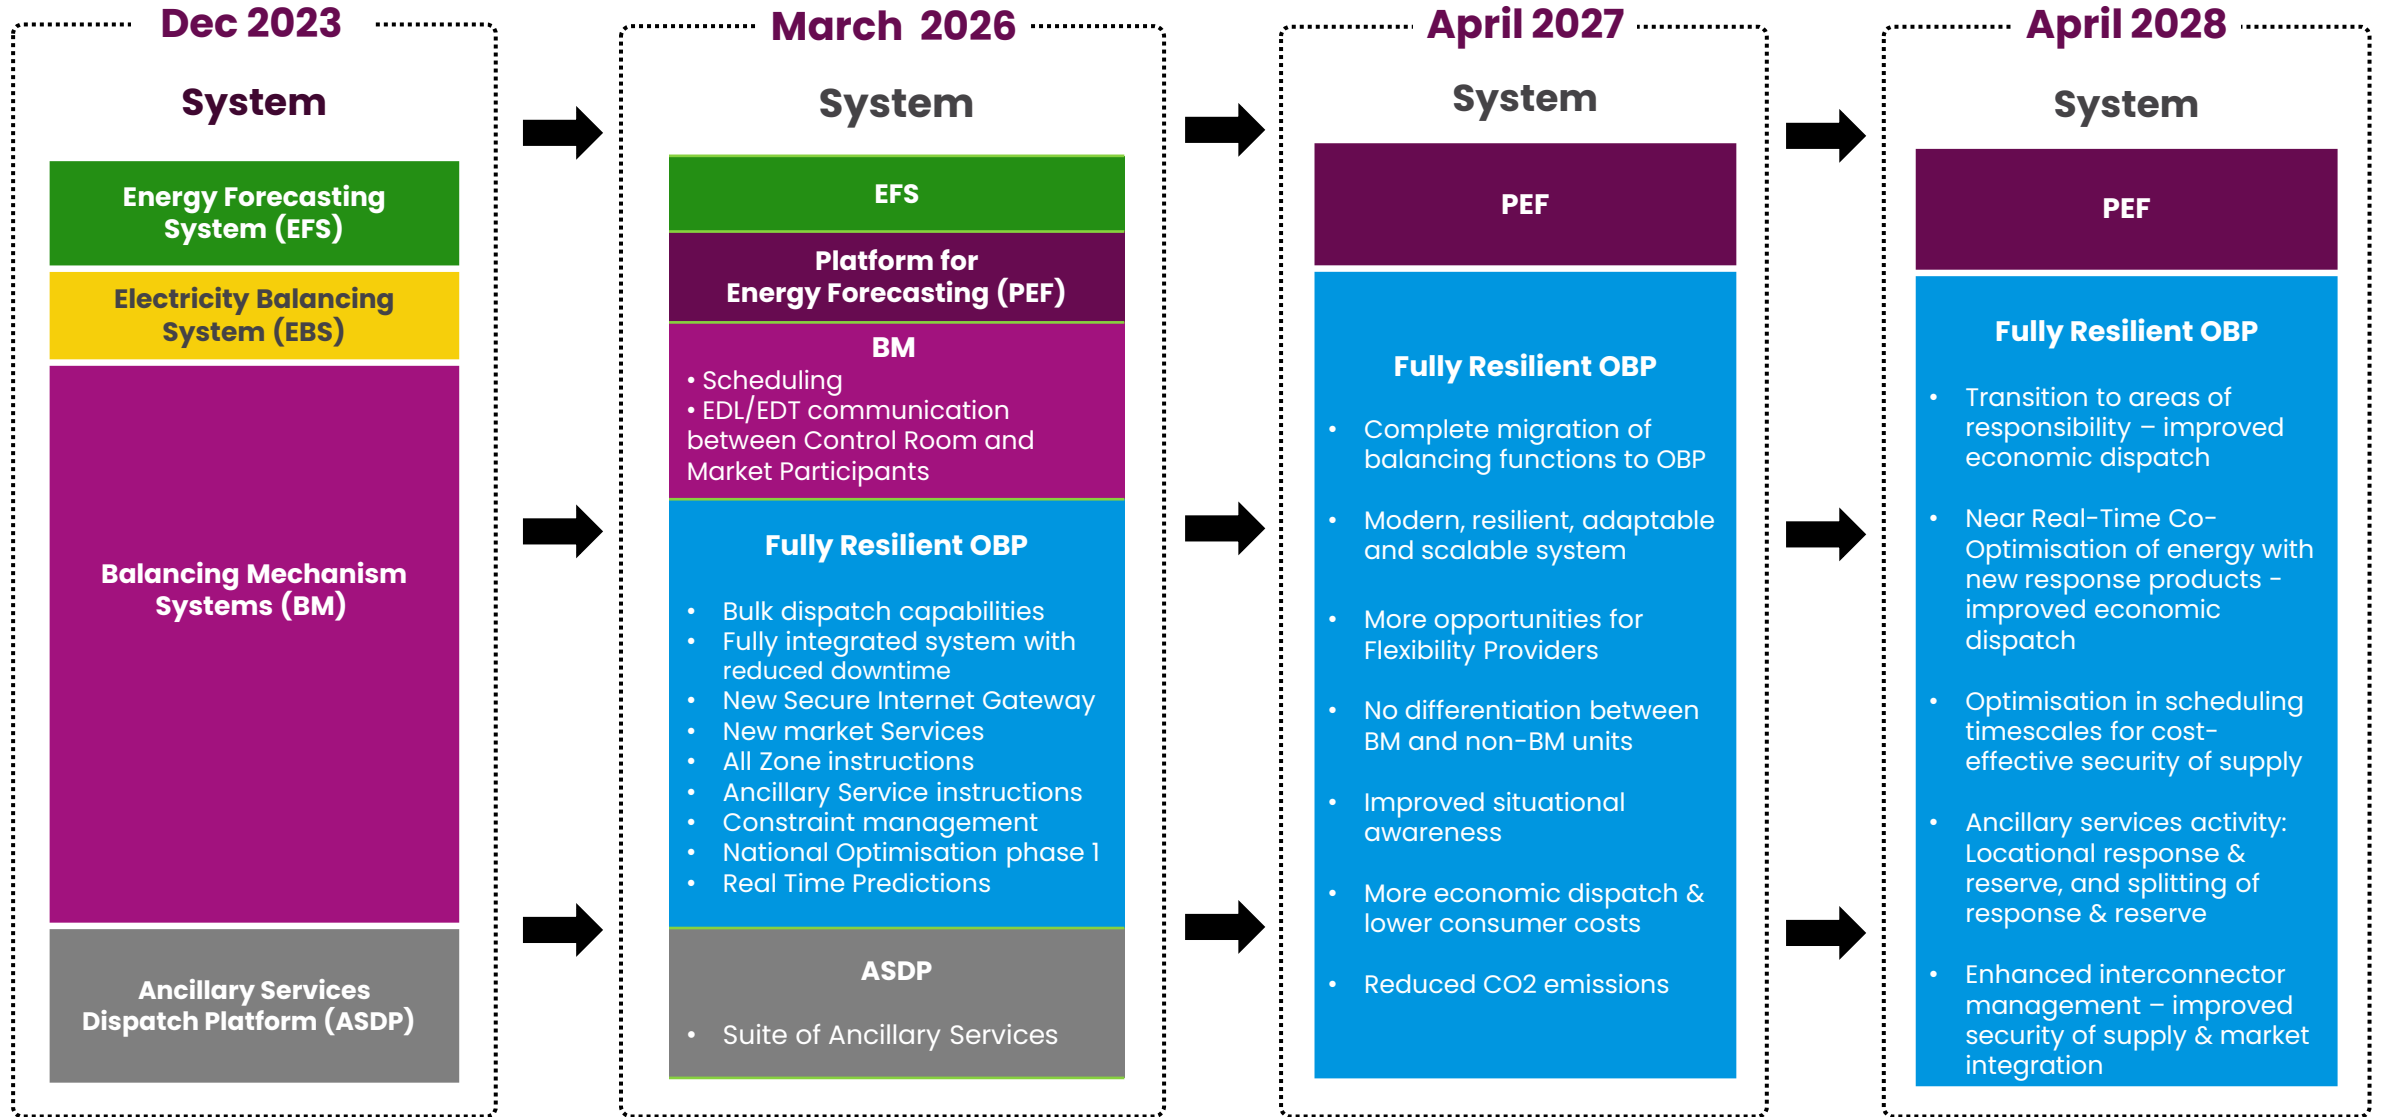 Dec 2023
System
Energy Forecasting
System (EFS)
Electricity Balancing
System (EBS)
Balancing Mechanism
Systems (BM)
Ancillary Services
Dispatch Platform (ASDP)
March 2026
System
EFS
Platform for
Energy Forecasting (PEF)
BM
• Scheduling
• EDL/EDT communication
between Control Room and
Market Participants
Fully Resilient OBP
• Bulk dispatch capabilities
• Fully integrated system with
reduced downtime
• New Secure Internet Gateway
• New market Services
• All Zone instructions
• Ancillary Service instructions
• Constraint management
• National Optimisation phase 1
• Real Time Predictions
ASDP
• Suite of Ancillary Services
April 2027
System
PEF
Fully Resilient OBP
• Complete migration of
balancing functions to OBP
• Modern, resilient, adaptable
and scalable system
• More opportunities for
Flexibility Providers
• No differentiation between
BM and non-BM units
• Improved situational
awareness
• More economic dispatch &
lower consumer costs
• Reduced CO2 emissions
April 2028
System
PEF
Fully Resilient OBP
• Transition to areas of
responsibility – improved
economic dispatch
• Near Real-Time Co-
Optimisation of energy with
new response products -
improved economic
dispatch
• Optimisation in scheduling
timescales for cost-
effective security of supply
• Ancillary services activity:
Locational response &
reserve, and splitting of
response & reserve
• Enhanced interconnector
management – improved
security of supply & market
integration